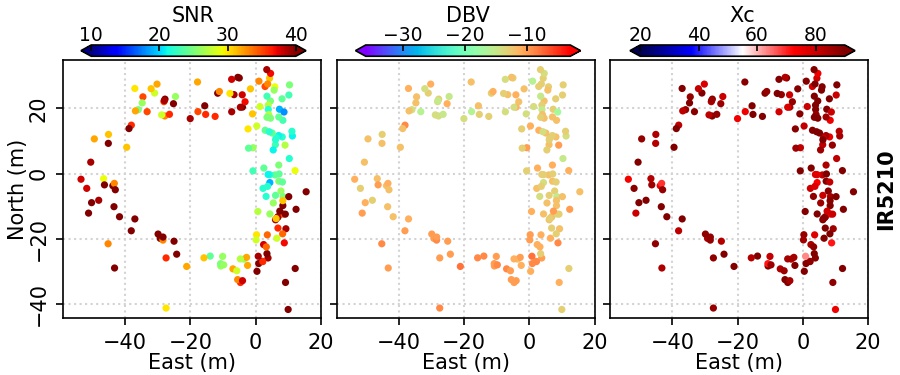 SNR DBV Xc
10 20 30 40 −30 −20 −10 20 40 60 80
20
0
−20
−40
North (m)
IR5210
−40 −20 0 20 −40 −20 0 20 −40 −20 0 20
East (m) East (m) East (m)